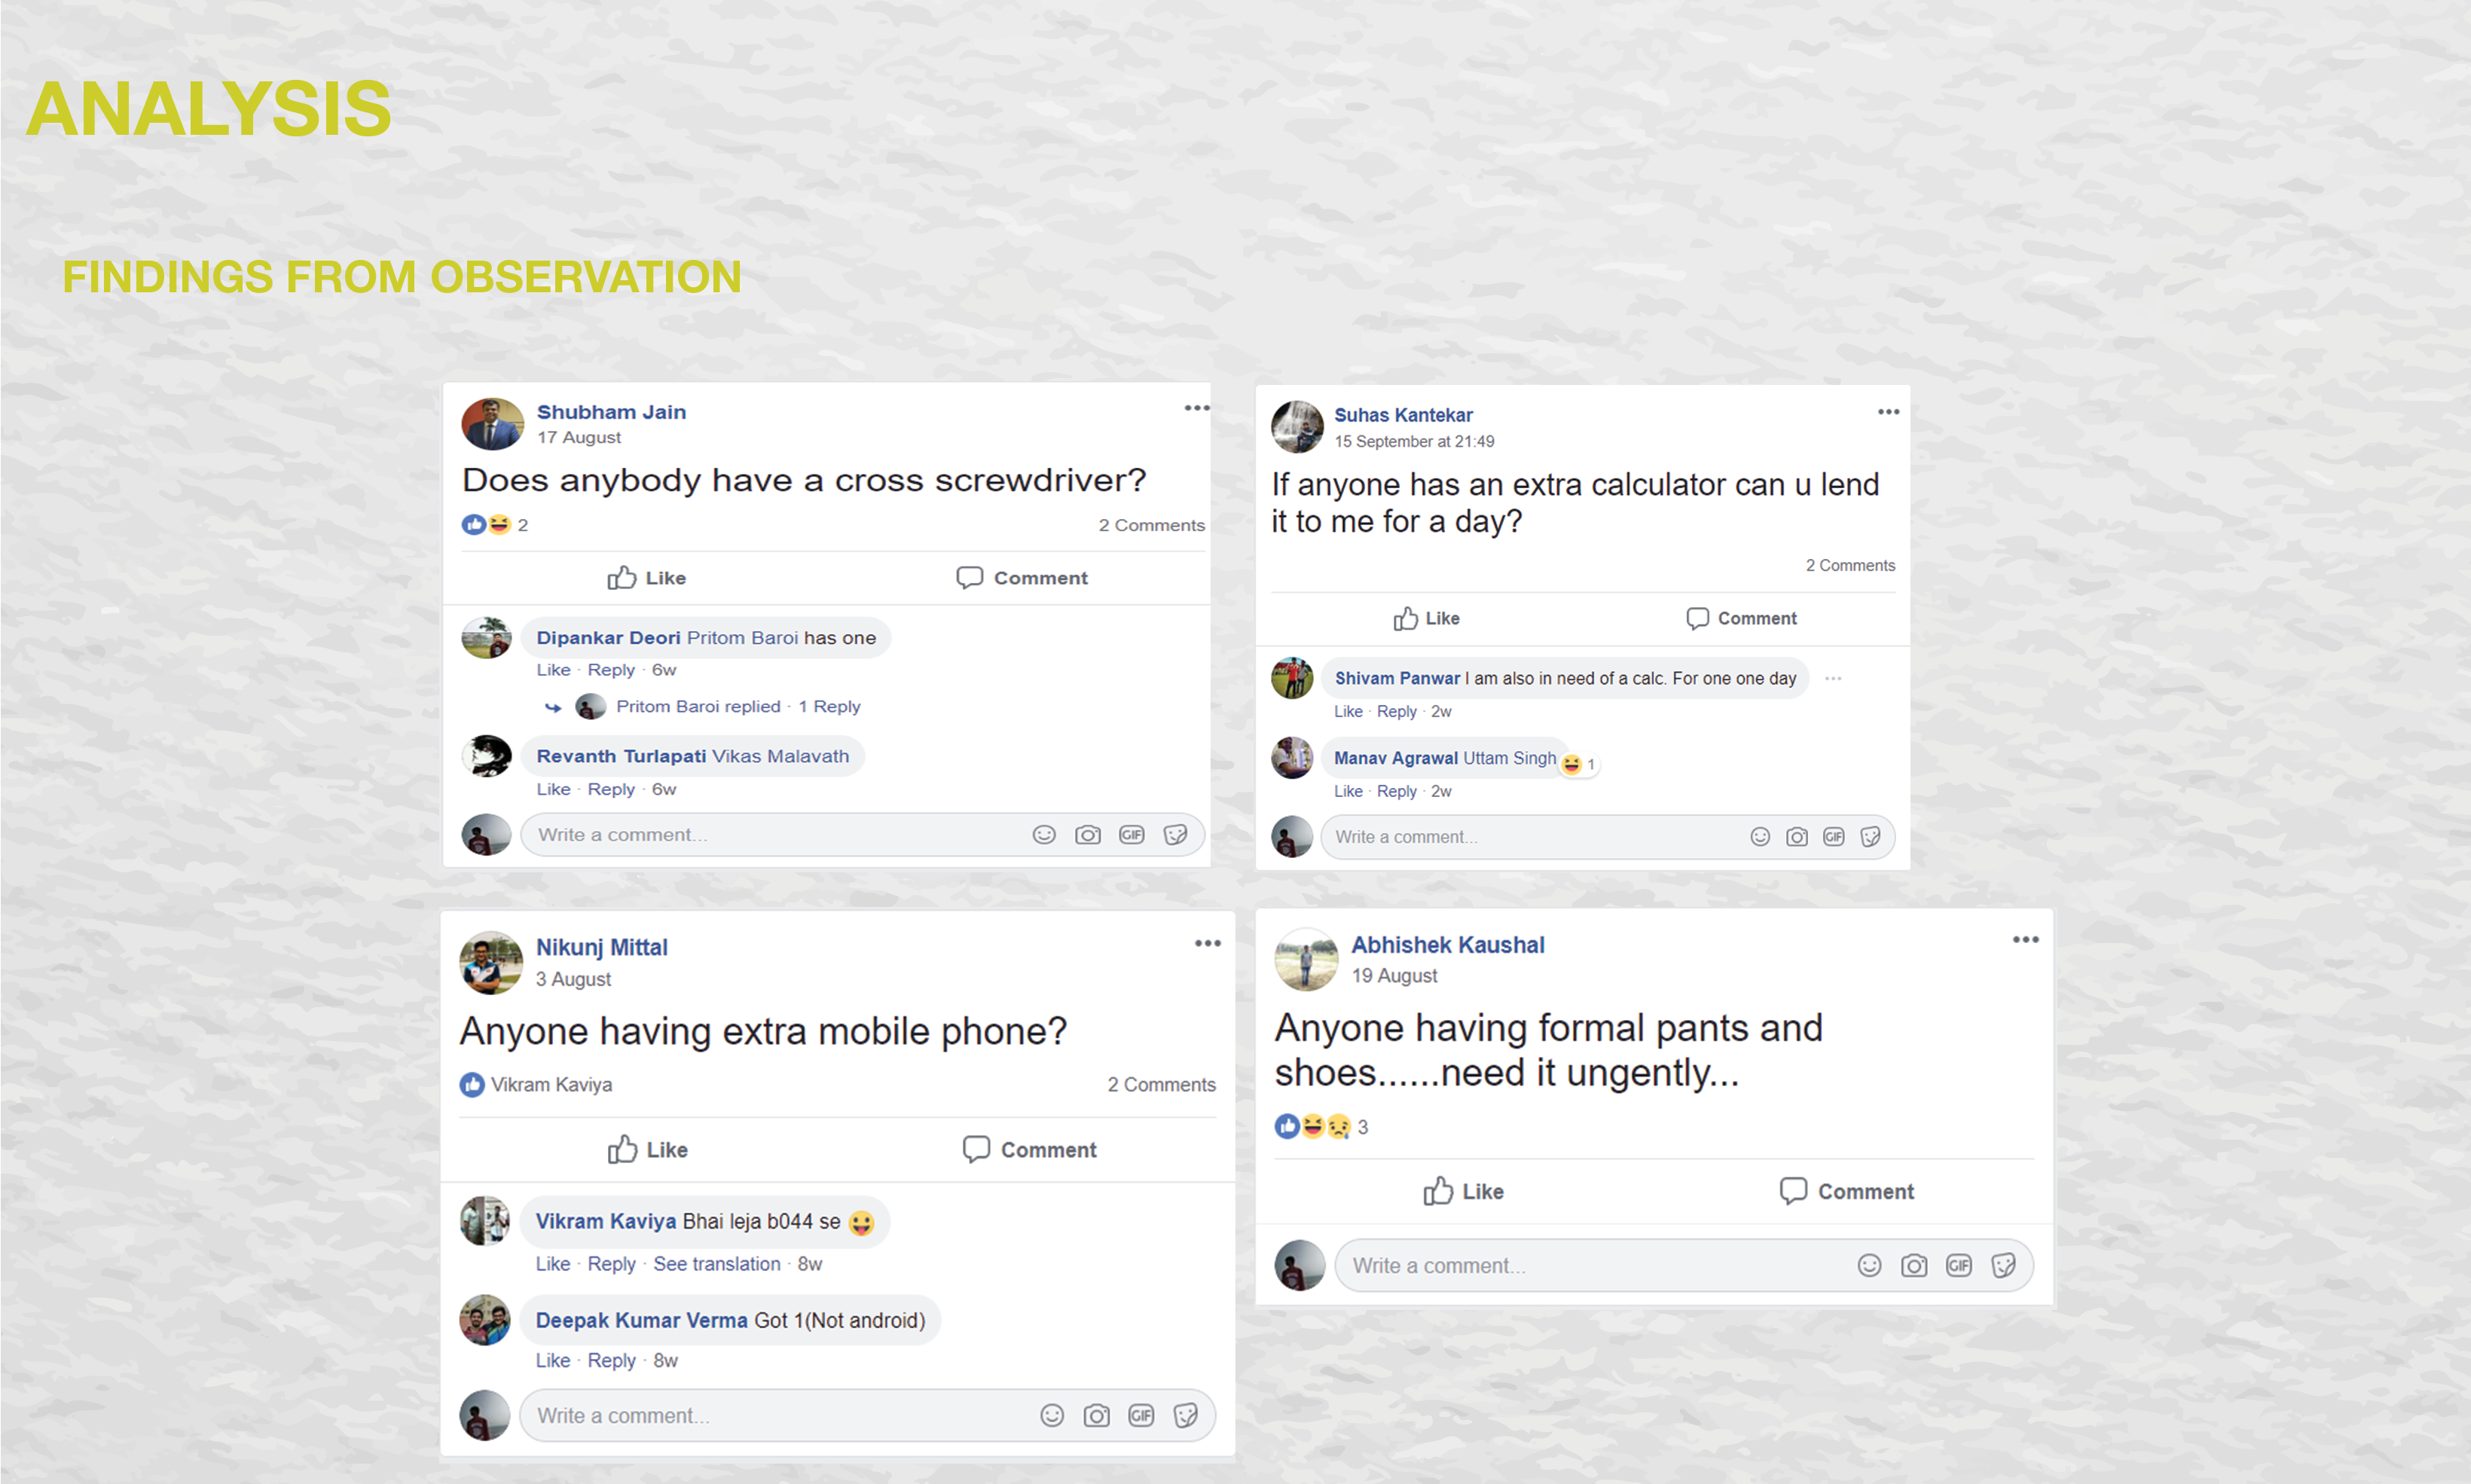 ANALYSIS
FINDINGS FROM OBSERVATION
Shubham Jain
17 August
Does anybody have a cross screwdriver?
2
2 Comments
Like
Comment
Dipankar Deori Pritom Baroi has one
Like · Reply · 6w
Pritom Baroi replied · 1 Reply
Revanth Turlapati Vikas Malavath
Like · Reply · 6w
Write a comment...
GIF
Suhas Kantekar
15 September at 21:49
If anyone has an extra calculator can u lend
it to me for a day?
2 Comments
Like
Comment
Shivam Panwar I am also in need of a calc. For one one day
Like · Reply · 2w
Manav Agrawal Uttam Singh
1
Like · Reply · 2w
Write a comment...
GIF
Nikunj Mittal
3 August
Anyone having extra mobile phone?
Vikram Kaviya
2 Comments
Like
Comment
Vikram Kaviya Bhai leja b044 se 😛
Like · Reply · See translation · 8w
Deepak Kumar Verma Got 1(Not android)
Like · Reply · 8w
Write a comment...
GIF
Abhishek Kaushal
19 August
Anyone having formal pants and
shoes......need it ungently...
3
Like
Comment
Write a comment...
GIF